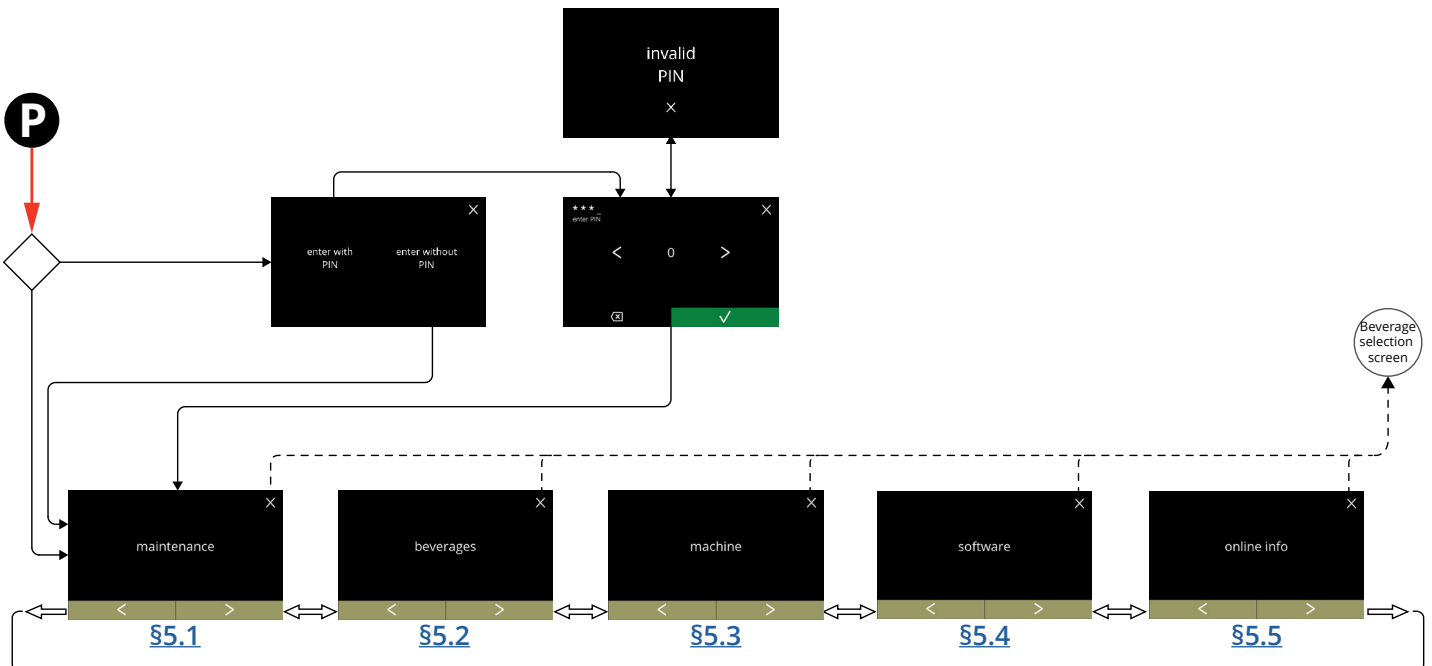 invalid
PIN
P
enter with
PIN
enter without
PIN
***_
enter PIN
0
Beverage
selection
screen
maintenance
beverages
machine
software
online info
§5.1
§5.2
§5.3
§5.4
§5.5